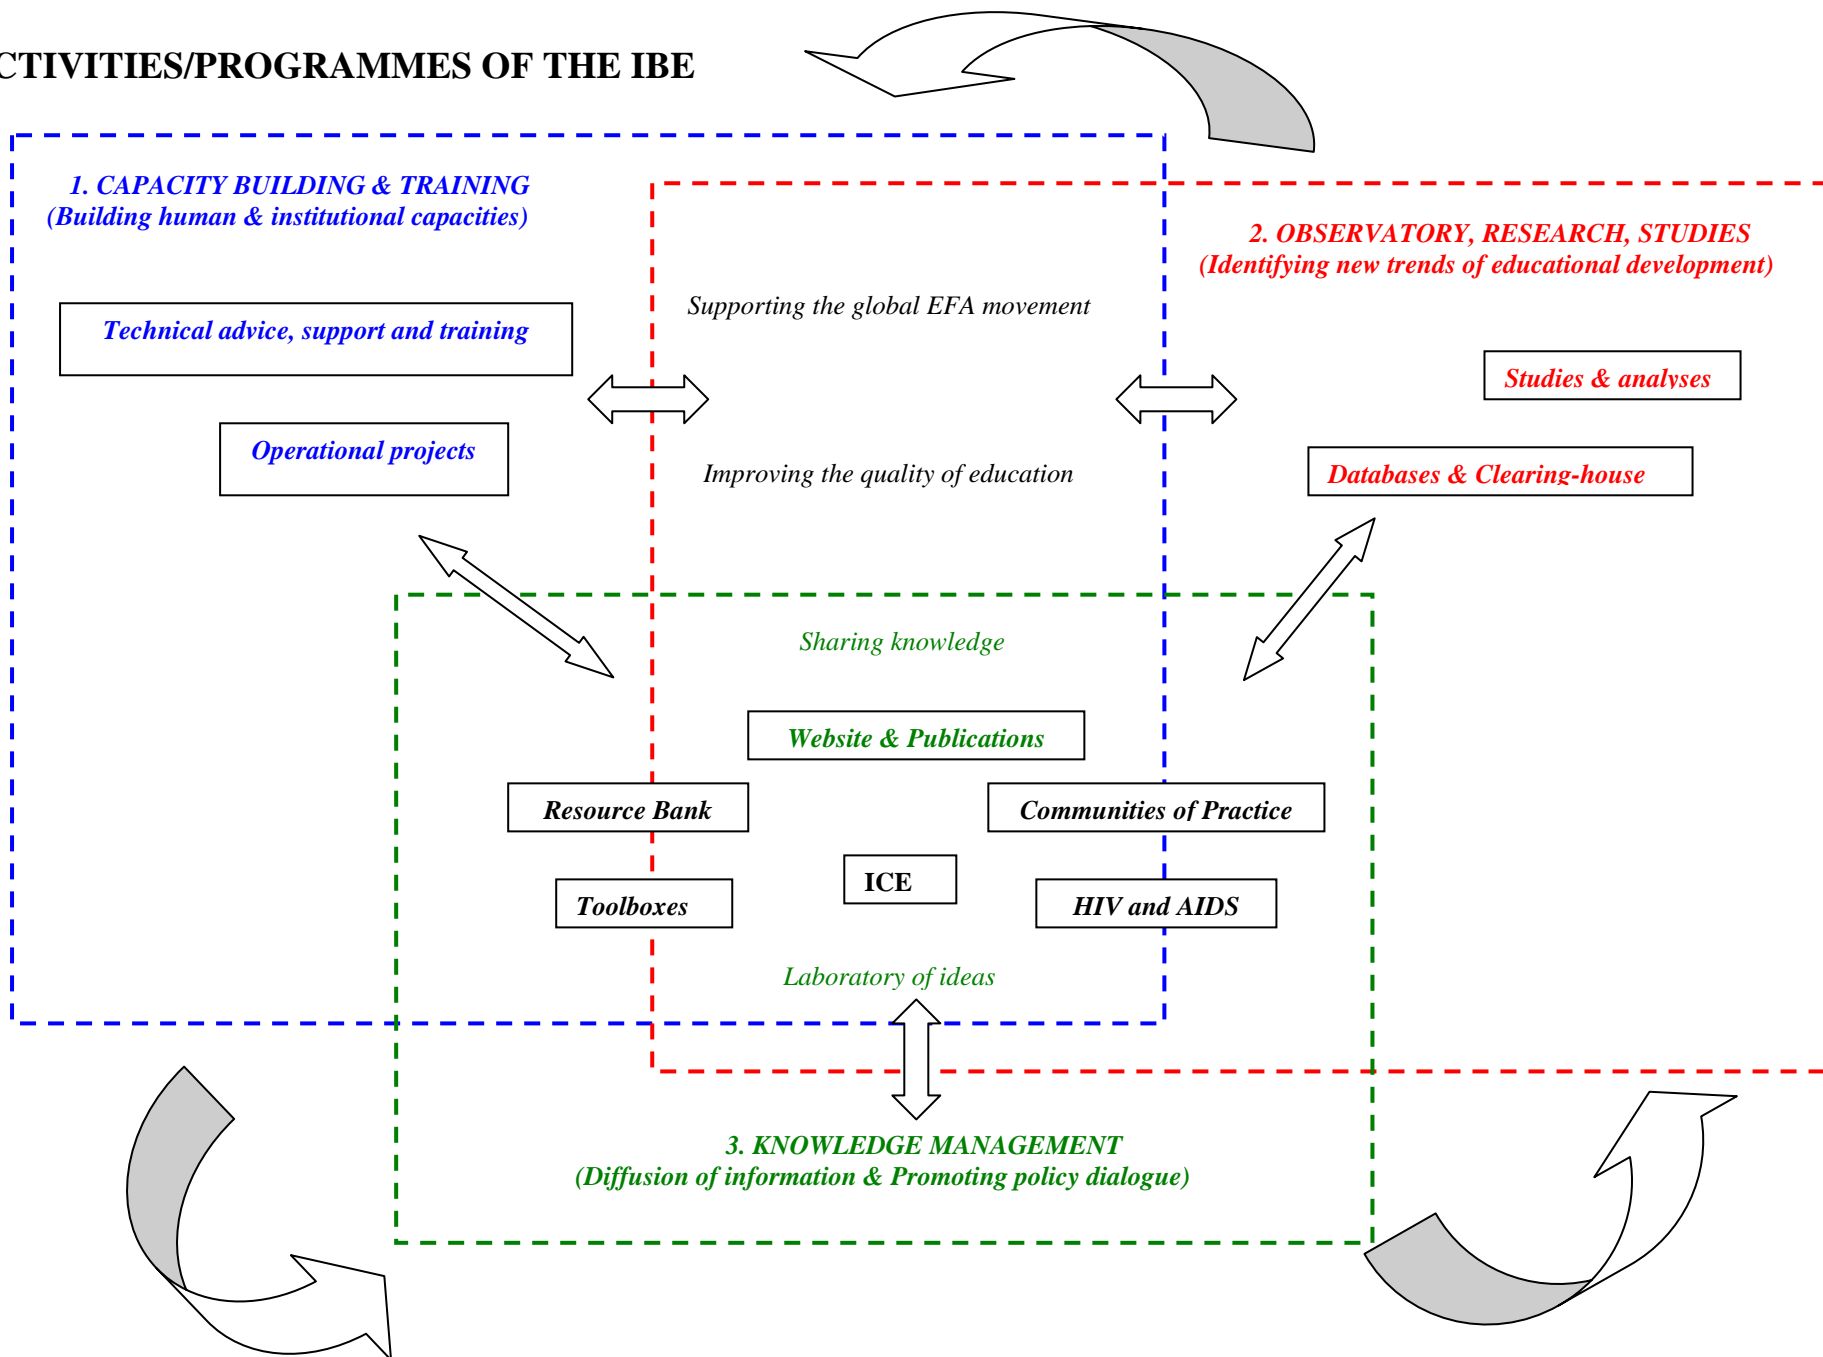 CTIVITIES/PROGRAMMES OF THE IBE
1. CAPACITY BUILDING & TRAINING
(Building human & institutional capacities)
2. OBSERVATORY, RESEARCH, STUDIES
(Identifying new trends of educational development)
Supporting the global EFA movement
Technical advice, support and training
Studies & analyses
Operational projects
Improving the quality of education
Databases & Clearing-house
Sharing knowledge
Website & Publications
Resource Bank
Communities of Practice
ICE
Toolboxes
HIV and AIDS
Laboratory of ideas
3. KNOWLEDGE MANAGEMENT
(Diffusion of information & Promoting policy dialogue)